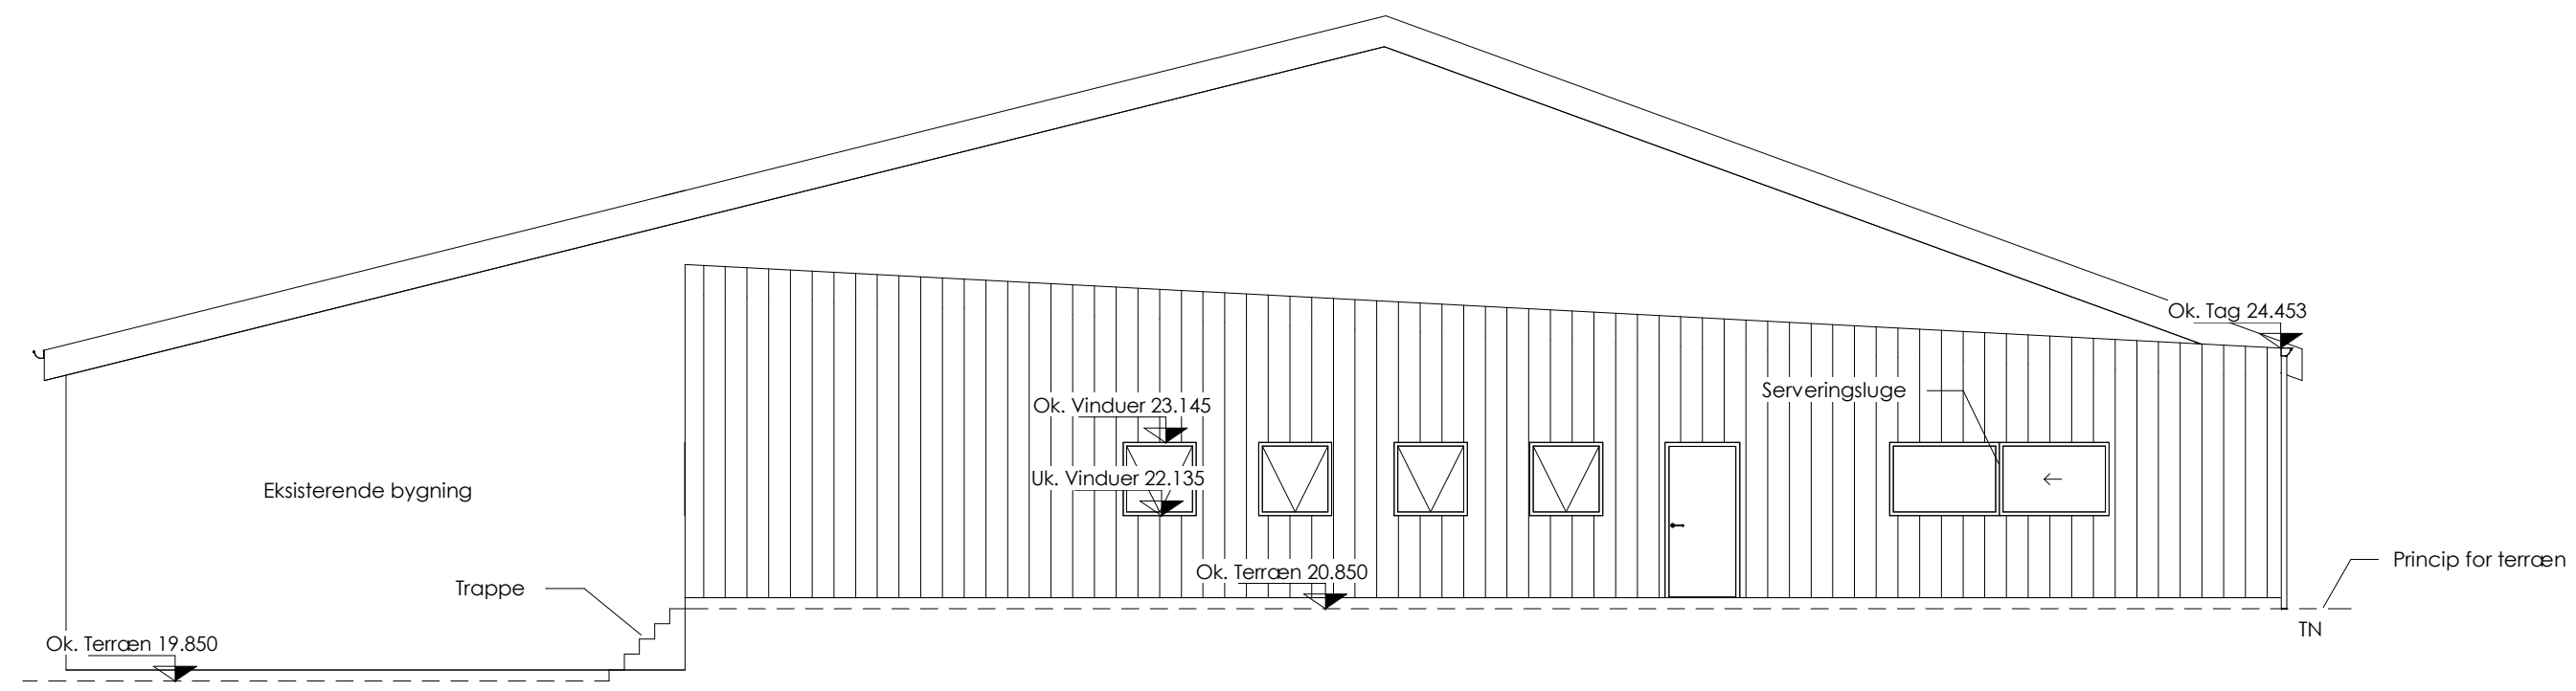 Ok. Tag 24.453
Serveringsluge
Ok. Vinduer 23.145
Uk. Vinduer 22.135
Eksisterende bygning
Princip for terræn
Ok. Terræn 20.850
Trappe
TN
Ok. Terræn 19.850